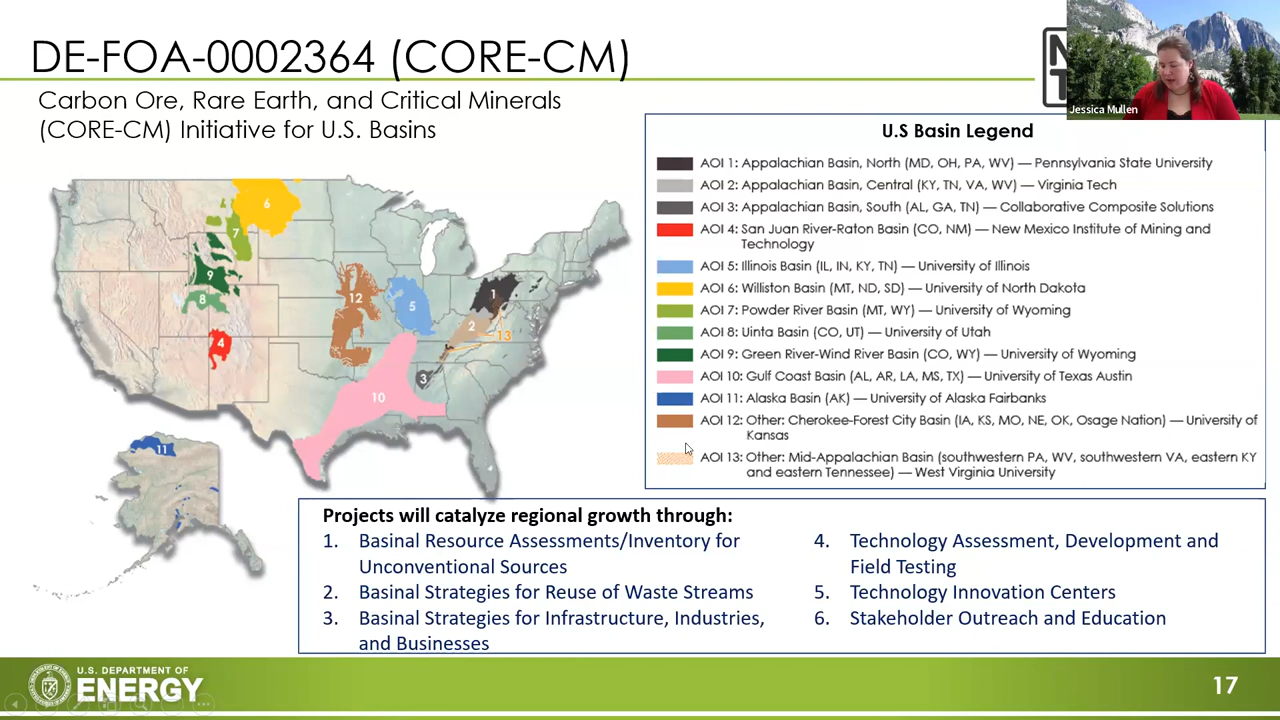 DE-FOA-0002364 (CORE-CM)
Carbon Ore, Rare Earth, and Critical Minerals
(CORE-CM) Initiative for U.S. Basins
Jessica Mullen
U.S Basin Legend
AOI 1: Appalachian Basin, North (MD, OH, PA, WV) — Pennsylvania State University
AOI 2: Appalachian Basin, Central (KY, TN, VA, WV) — Virginia Tech
AOI 3: Appalachian Basin, South (AL, GA, TN) — Collaborative Composite Solutions
AOI 4: San Juan River-Raton Basin (CO, NM) — New Mexico Institute of Mining and
Technology
AOI 5: Illinois Basin (IL, IN, KY, TN) — University of Illinois
AOI 6: Williston Basin (MT, ND, SD) — University of North Dakota
AOI 7: Powder River Basin (MT, WY) — University of Wyoming
AOI 8: Uinta Basin (CO, UT) — University of Utah
AOI 9: Green River-Wind River Basin (CO, WY) — University of Wyoming
AOI 10: Gulf Coast Basin (AL, AR, LA, MS, TX) — University of Texas Austin
AOI 11: Alaska Basin (AK) — University of Alaska Fairbanks
AOI 12: Other: Cherokee-Forest City Basin (IA, KS, MO, NE, OK, Osage Nation) — University of
Kansas
AOI 13: Other: Mid-Appalachian Basin (southwestern PA, WV, southwestern VA, eastern KY
and eastern Tennessee) — West Virginia University
6
7
9
8
4
12
5
1
2
13
3
10
11
Projects will catalyze regional growth through:
1. Basinal Resource Assessments/Inventory for
Unconventional Sources
2. Basinal Strategies for Reuse of Waste Streams
3. Basinal Strategies for Infrastructure, Industries,
and Businesses
4. Technology Assessment, Development and
Field Testing
5. Technology Innovation Centers
6. Stakeholder Outreach and Education
U.S. DEPARTMENT OF
ENERGY
17